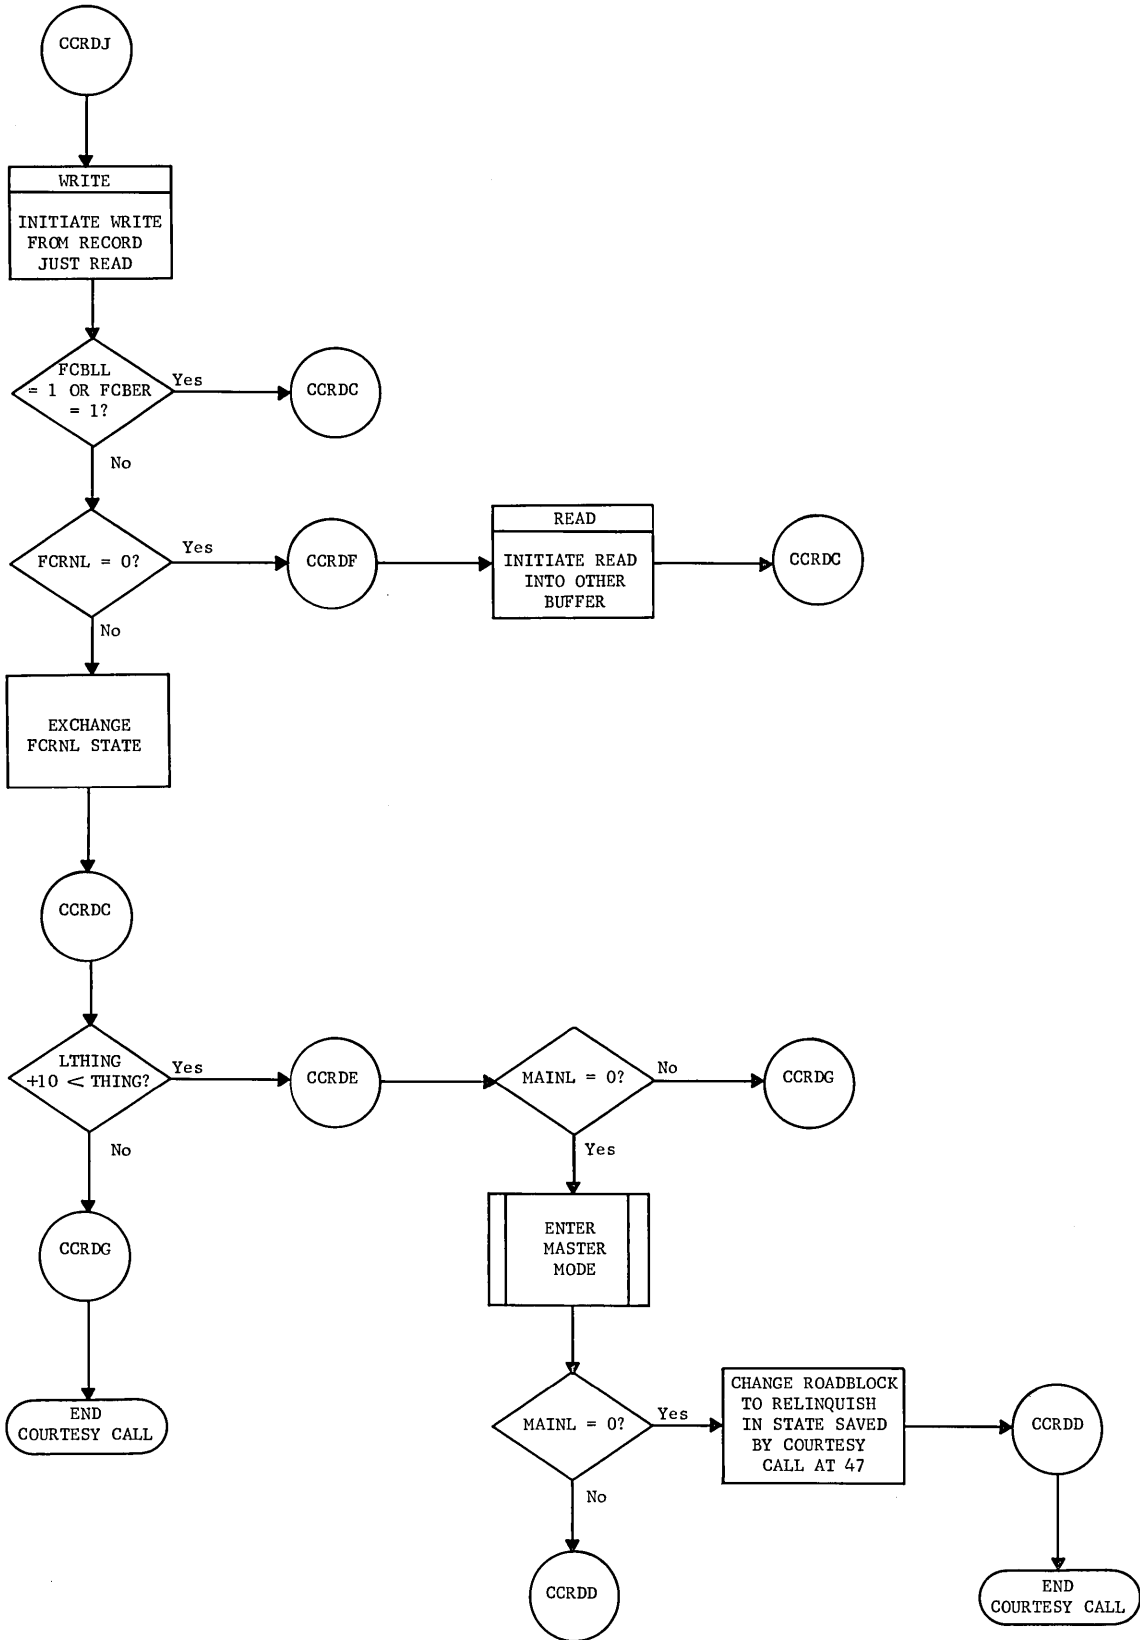 CCRDJ
WRITE
INITIATE WRITE
FROM RECORD
JUST READ
FCBLL
= 1 OR FCBER
= 1?
Yes
CCRDC
No
FCRNL = 0?
Yes
CCRDF
READ
INITIATE READ
INTO OTHER
BUFFER
CCRDC
No
EXCHANGE
FCRNL STATE
CCRDC
LTHING
+10 < THING?
Yes
CCRDE
MAINL = 0?
No
CCRDG
No
Yes
CCRDG
ENTER
MASTER
MODE
END
COURTESY CALL
MAINL = 0?
Yes
CHANGE ROADBLOCK
TO RELINQUISH
IN STATE SAVED
BY COURTESY
CALL AT 47
CCRDD
No
CCRDD
END
COURTESY CALL